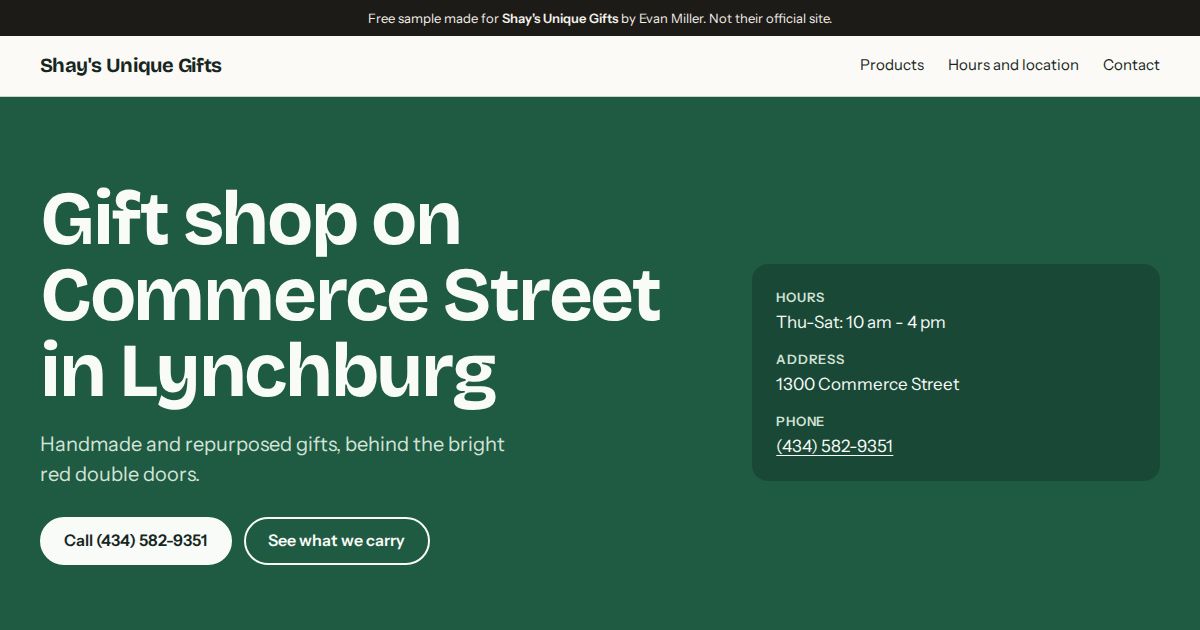 Free sample made for Shay's Unique Gifts by Evan Miller. Not their official site.
Shay's Unique Gifts
Products
Hours and location
Contact
Gift shop on
Commerce Street
in Lynchburg
Handmade and repurposed gifts, behind the bright
red double doors.
Call (434) 582-9351
See what we carry
HOURS
Thu-Sat: 10 am - 4 pm
ADDRESS
1300 Commerce Street
PHONE
(434) 582-9351